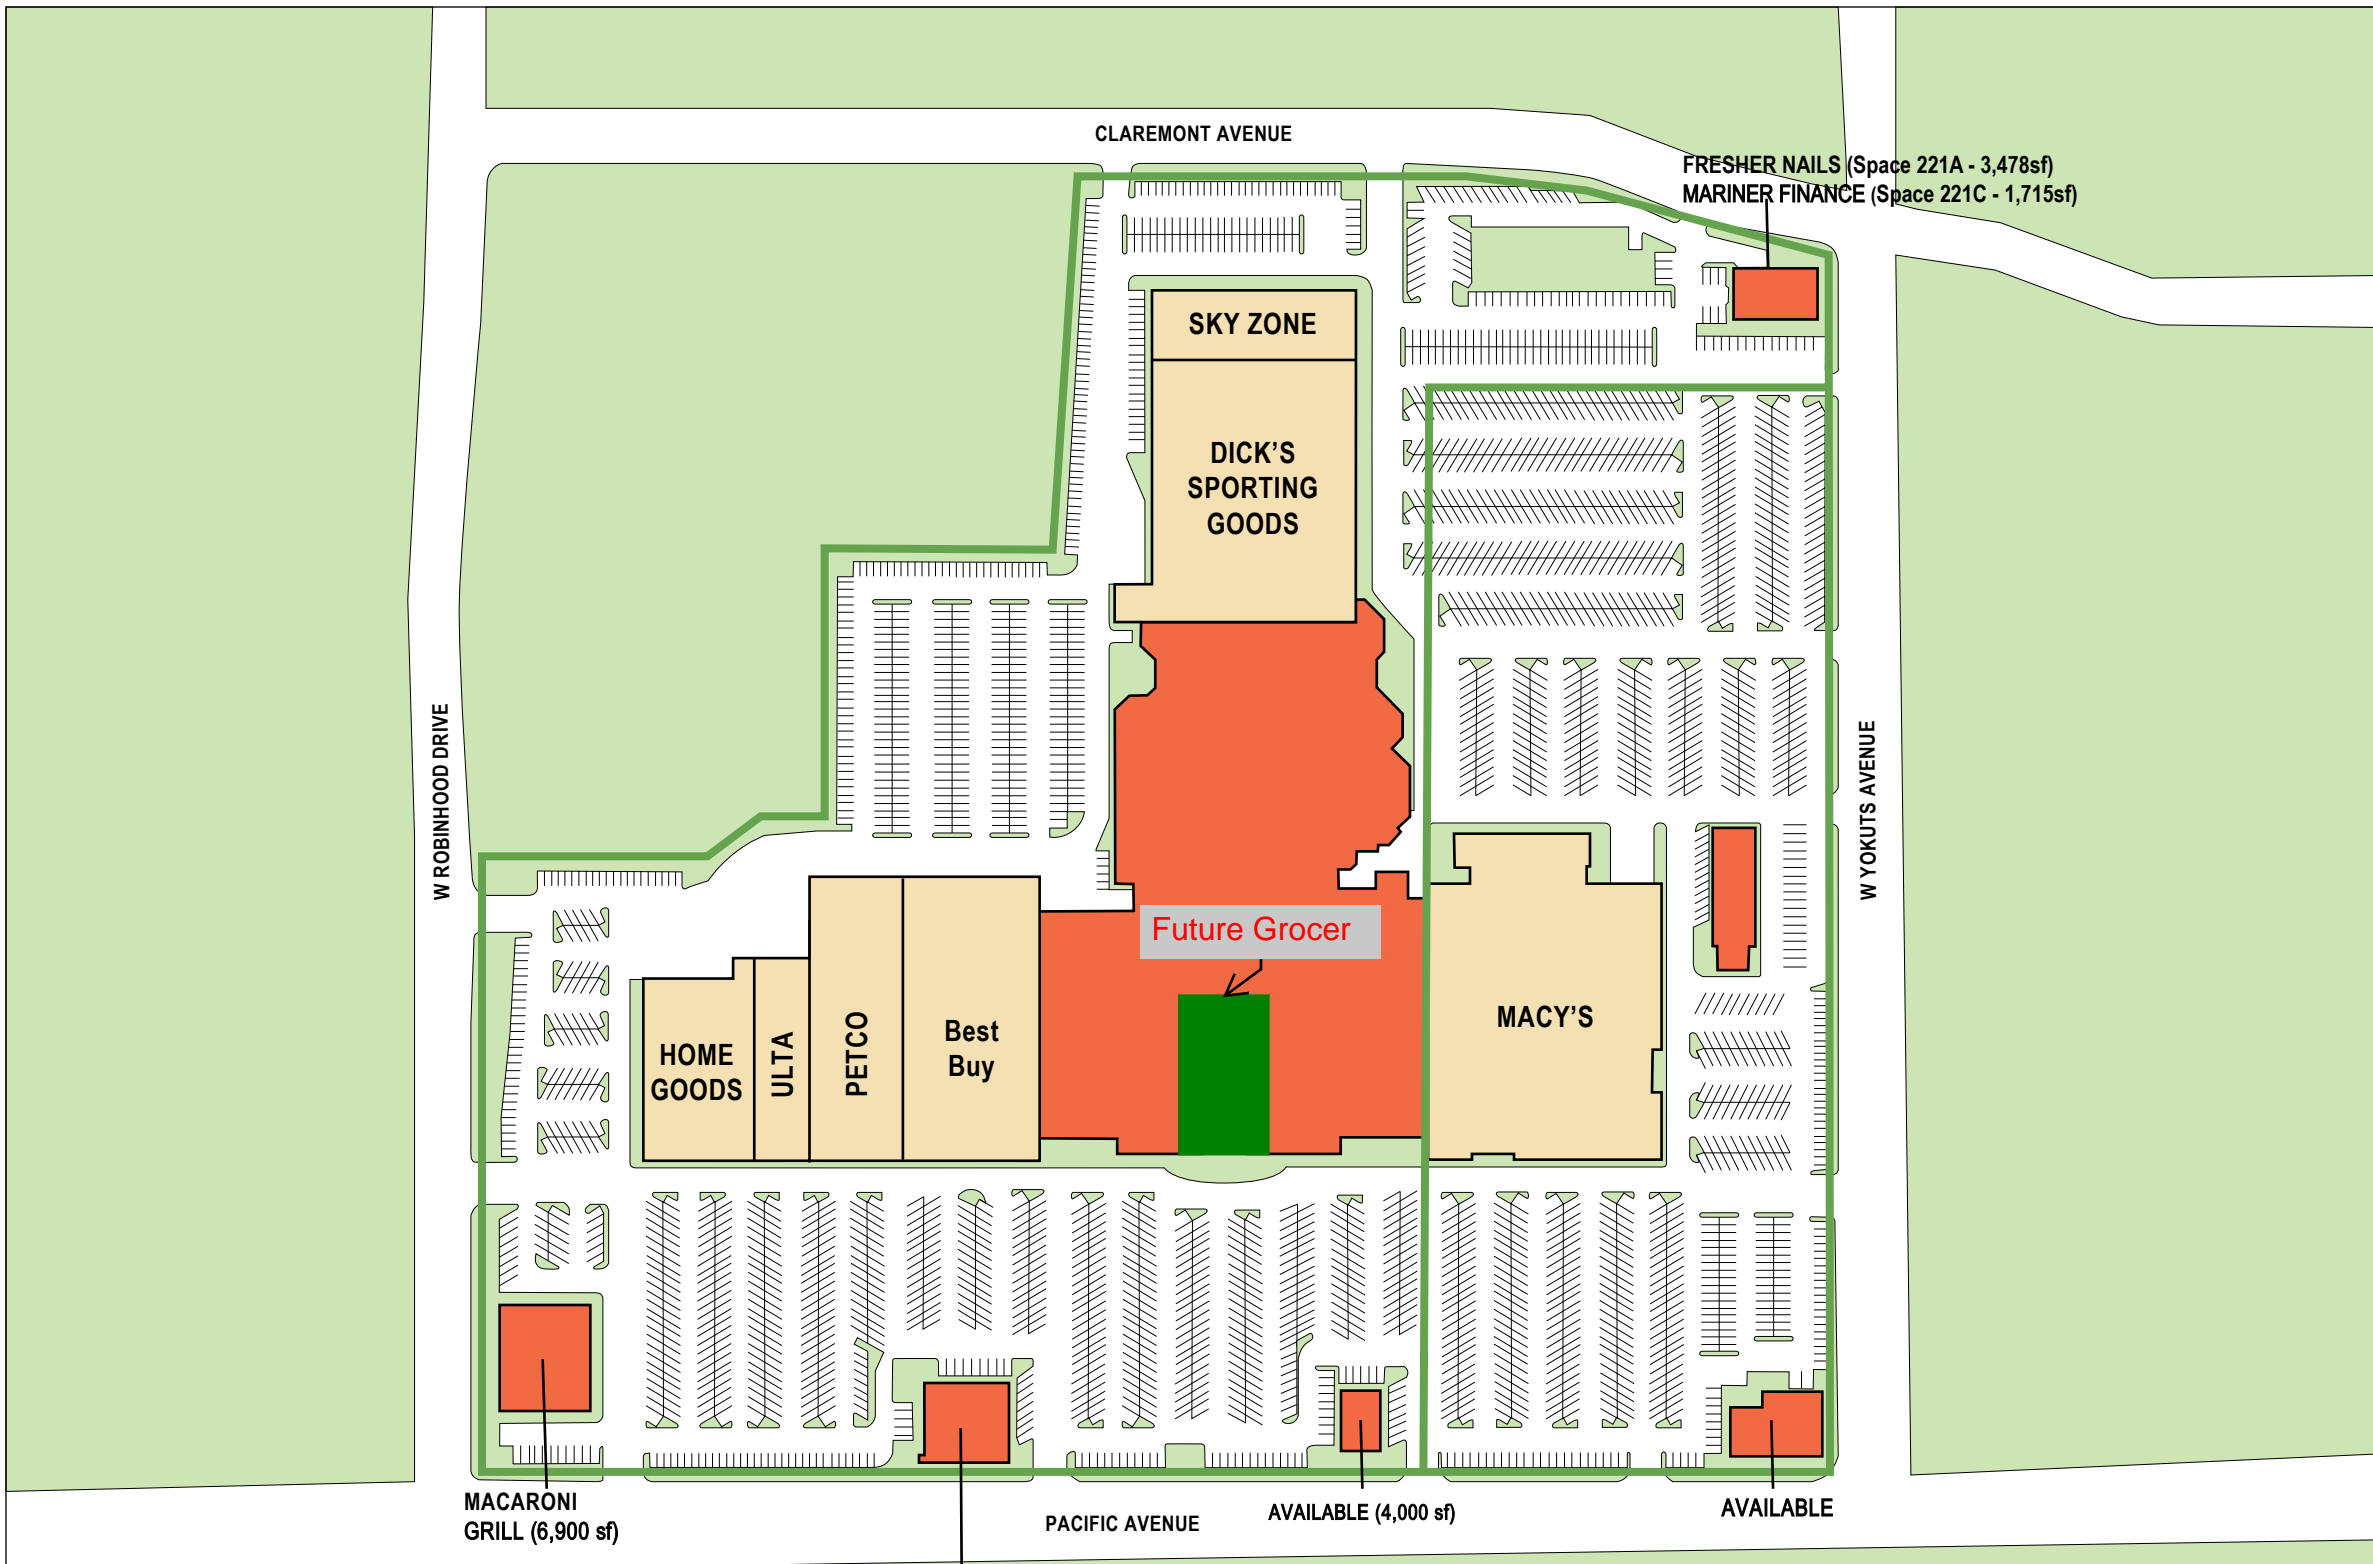 CLAREMONT AVENUE
FRESHER NAILS (Space 221A - 3,478sf)
MARINER FINANCE (Space 221C - 1,715sf)
SKY ZONE
DICK’S
SPORTING
GOODS
W ROBINHOOD DRIVE
W YOKUTS AVENUE
Future Grocer
HOME
GOODS
ULTA
PETCO
Best
Buy
MACY’S
MACARONI
GRILL (6,900 sf)
PACIFIC AVENUE
AVAILABLE (4,000 sf)
AVAILABLE